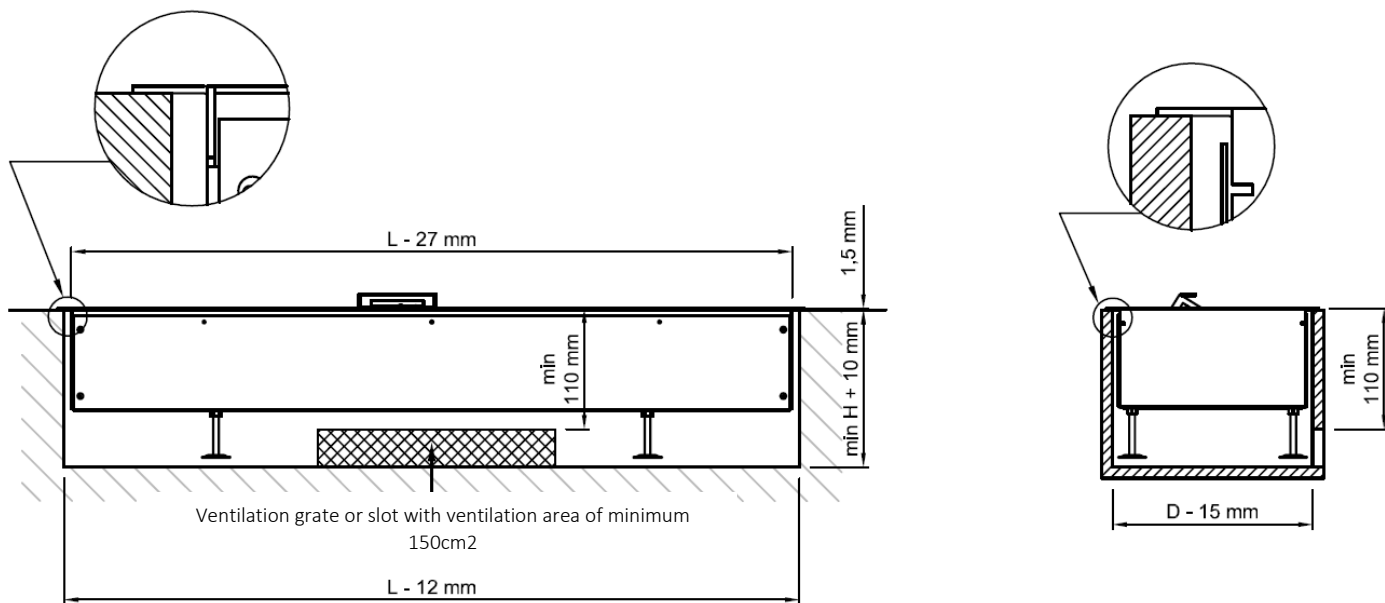 L - 27 mm
1,5 mm
min
110 mm
min H + 10 mm
Ventilation grate or slot with ventilation area of minimum
150cm2
L - 12 mm
min
110 mm
D - 15 mm